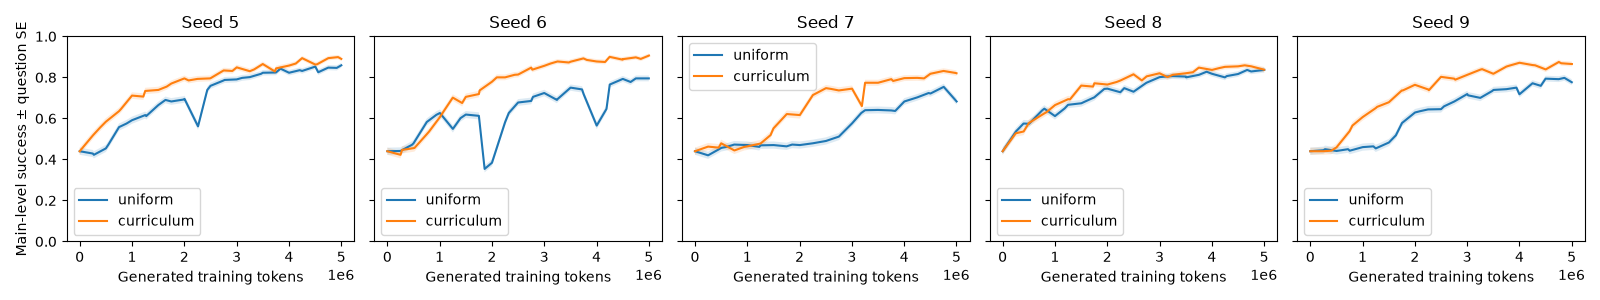 Seed 5
Seed 6
Seed 7
Seed 8
Seed 9
Main-level success ± question SE
1.0
0.8
0.6
0.4
0.2
0.0
uniform
curriculum
uniform
curriculum
uniform
curriculum
uniform
curriculum
uniform
curriculum
0 1 2 3 4 5
0 1 2 3 4 5
0 1 2 3 4 5
0 1 2 3 4 5
0 1 2 3 4 5
1e6
1e6
1e6
1e6
1e6
Generated training tokens
Generated training tokens
Generated training tokens
Generated training tokens
Generated training tokens